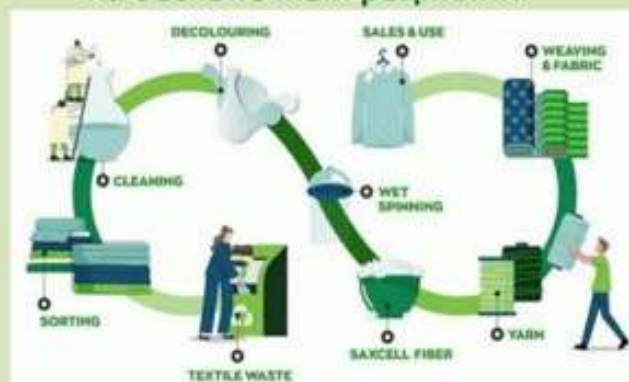 DECOLOURING
SALES & USE
WEAVING
& FABRIC
CLEANING
WET
SPINNING
SORTING
YARN
SAXCELL FIBER
TEXTILE WASTE